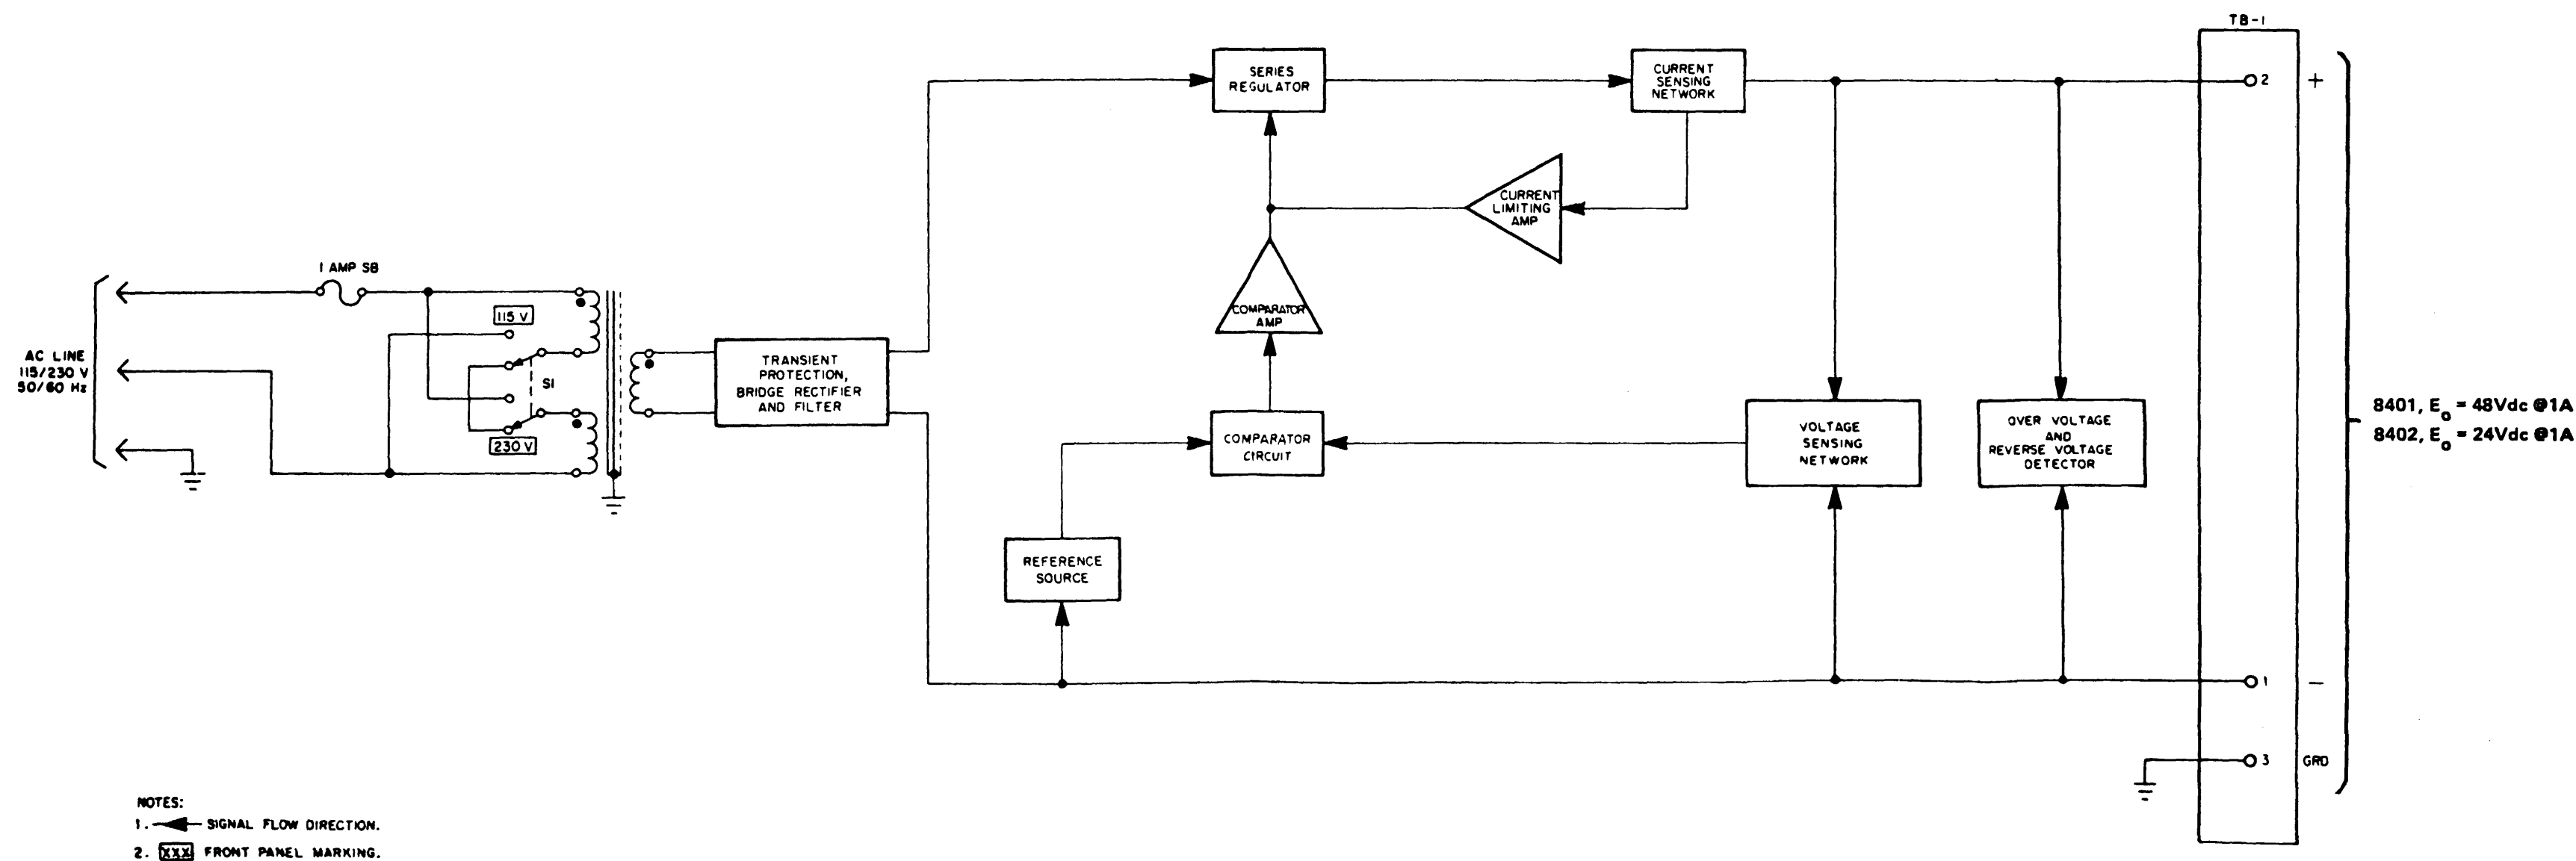 TB-1
SERIES
REGULATOR
CURRENT
SENSING
NETWORK
2
+
CURRENT
LIMITING
AMP
1 AMP SB
115 V
COMPARATOR
AMP
AC LINE
115/230 V
50/60 Hz
S1
230 V
TRANSIENT
PROTECTION,
BRIDGE RECTIFIER
AND FILTER
COMPARATOR
CIRCUIT
VOLTAGE
SENSING
NETWORK
OVER VOLTAGE
AND
REVERSE VOLTAGE
DETECTOR
8401, Eo = 48Vdc @1A
8402, Eo = 24Vdc @1A
REFERENCE
SOURCE
1
−
3
GRD
NOTES:
1. SIGNAL FLOW DIRECTION.
2. XXX FRONT PANEL MARKING.